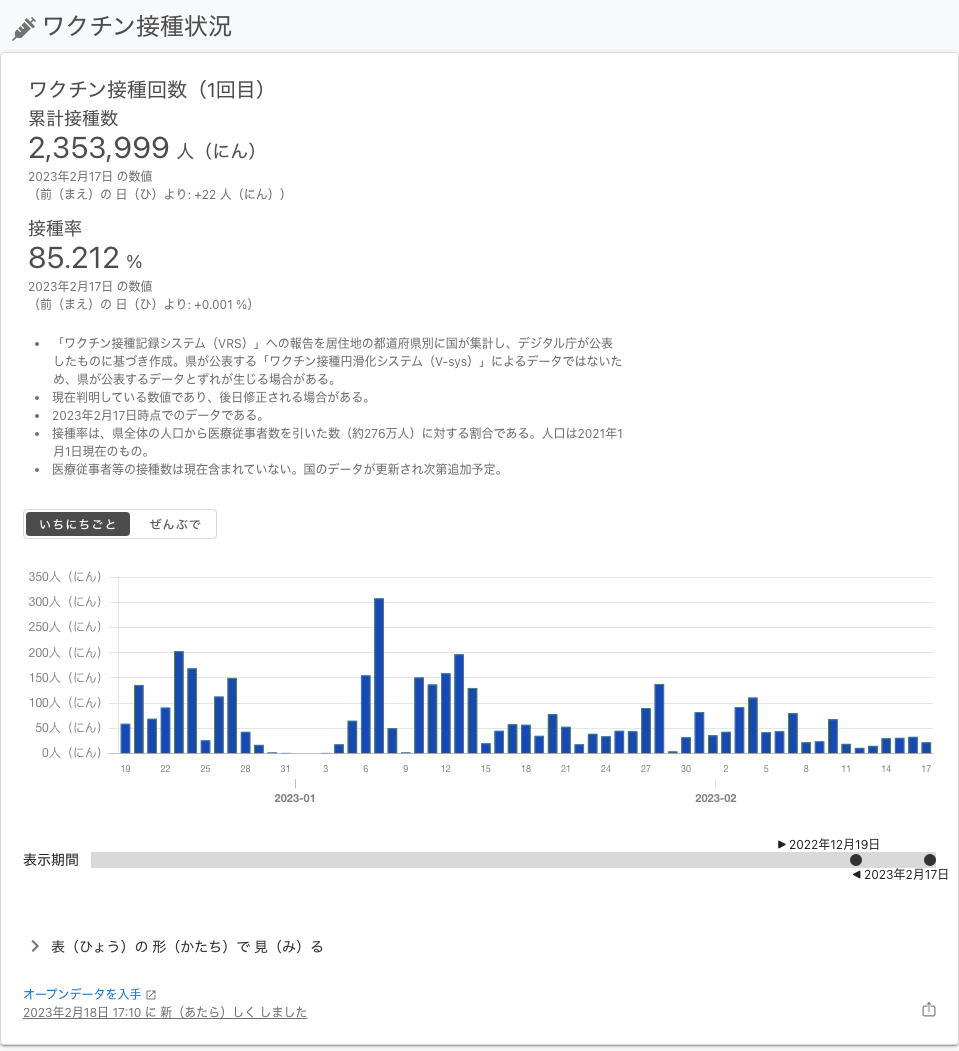 ワクチン接種状況
ワクチン接種回数（1回目）
累計接種数
2,353,999 人（にん）
2023年2月17日 の数値
（前（まえ）の 日（ひ）より: +22 人（にん））
接種率
85.212 %
2023年2月17日 の数値
（前（まえ）の 日（ひ）より: +0.001 %）
• 「ワクチン接種記録システム（VRS）」への報告を居住地の都道府県別に国が集計し、デジタル庁が公表
したものに基づき作成。県が公表する「ワクチン接種円滑化システム（V-sys）」によるデータではないた
め、県が公表するデータとずれが生じる場合がある。
• 現在判明している数値であり、後日修正される場合がある。
• 2023年2月17日時点でのデータである。
• 接種率は、県全体の人口から医療従事者数を引いた数（約276万人）に対する割合である。人口は2021年1
月1日現在のもの。
• 医療従事者等の接種数は現在含まれていない。国のデータが更新され次第追加予定。
いちにちごと ぜんぶで
350人（にん）
300人（にん）
250人（にん）
200人（にん）
150人（にん）
100人（にん）
50人（にん）
0人（にん）
19 22 25 28 31 3 6 9 12 15 18 21 24 27 30 2 5 8 11 14 17
2023-01 2023-02
▶ 2022年12月19日
表示期間
◀ 2023年2月17日
表（ひょう）の 形（かたち）で 見（み）る
オープンデータを入手
2023年2月18日 17:10 に 新（あたら）しく しました